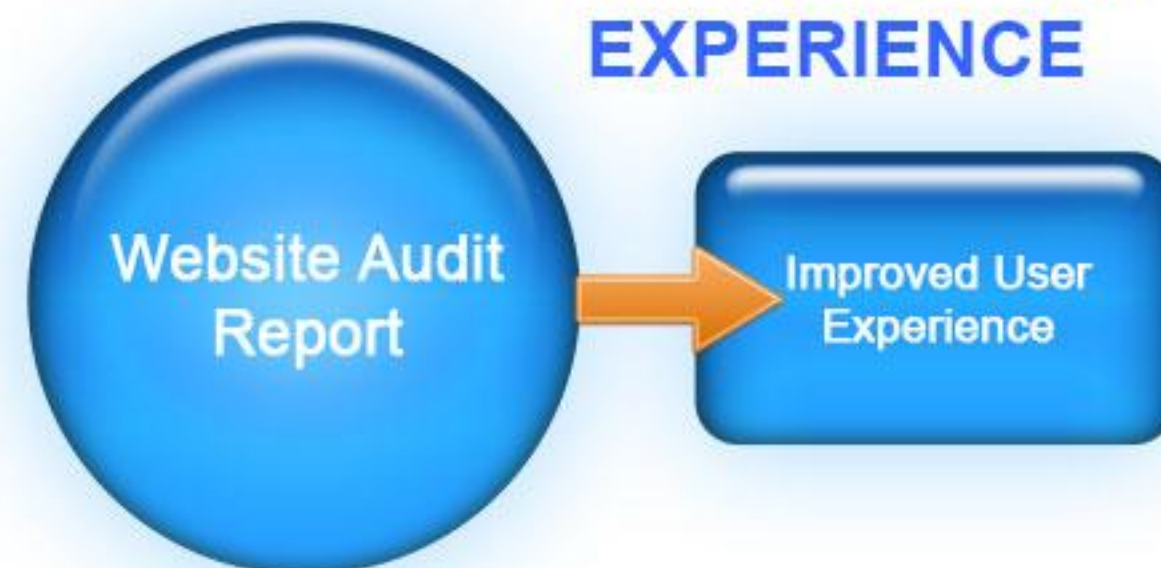 EXPERIENCE
Website Audit
Report
Improved User
Experience